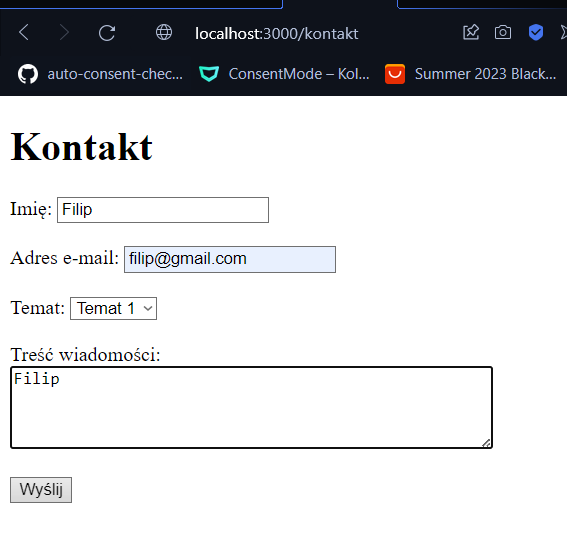 localhost:3000/kontakt
auto-consent-chec... ConsentMode – Kol... Summer 2023 Black...
Kontakt
Imię: Filip
Adres e-mail: filip@gmail.com
Temat: Temat 1
Treść wiadomości:
Filip
Wyślij